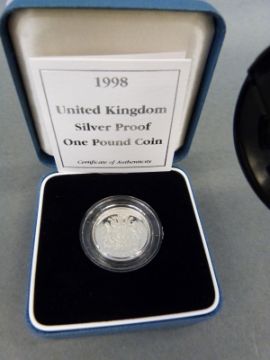 1998
United Kingdom
Silver Proof
One Pound Coin
Certificate of Authenticity